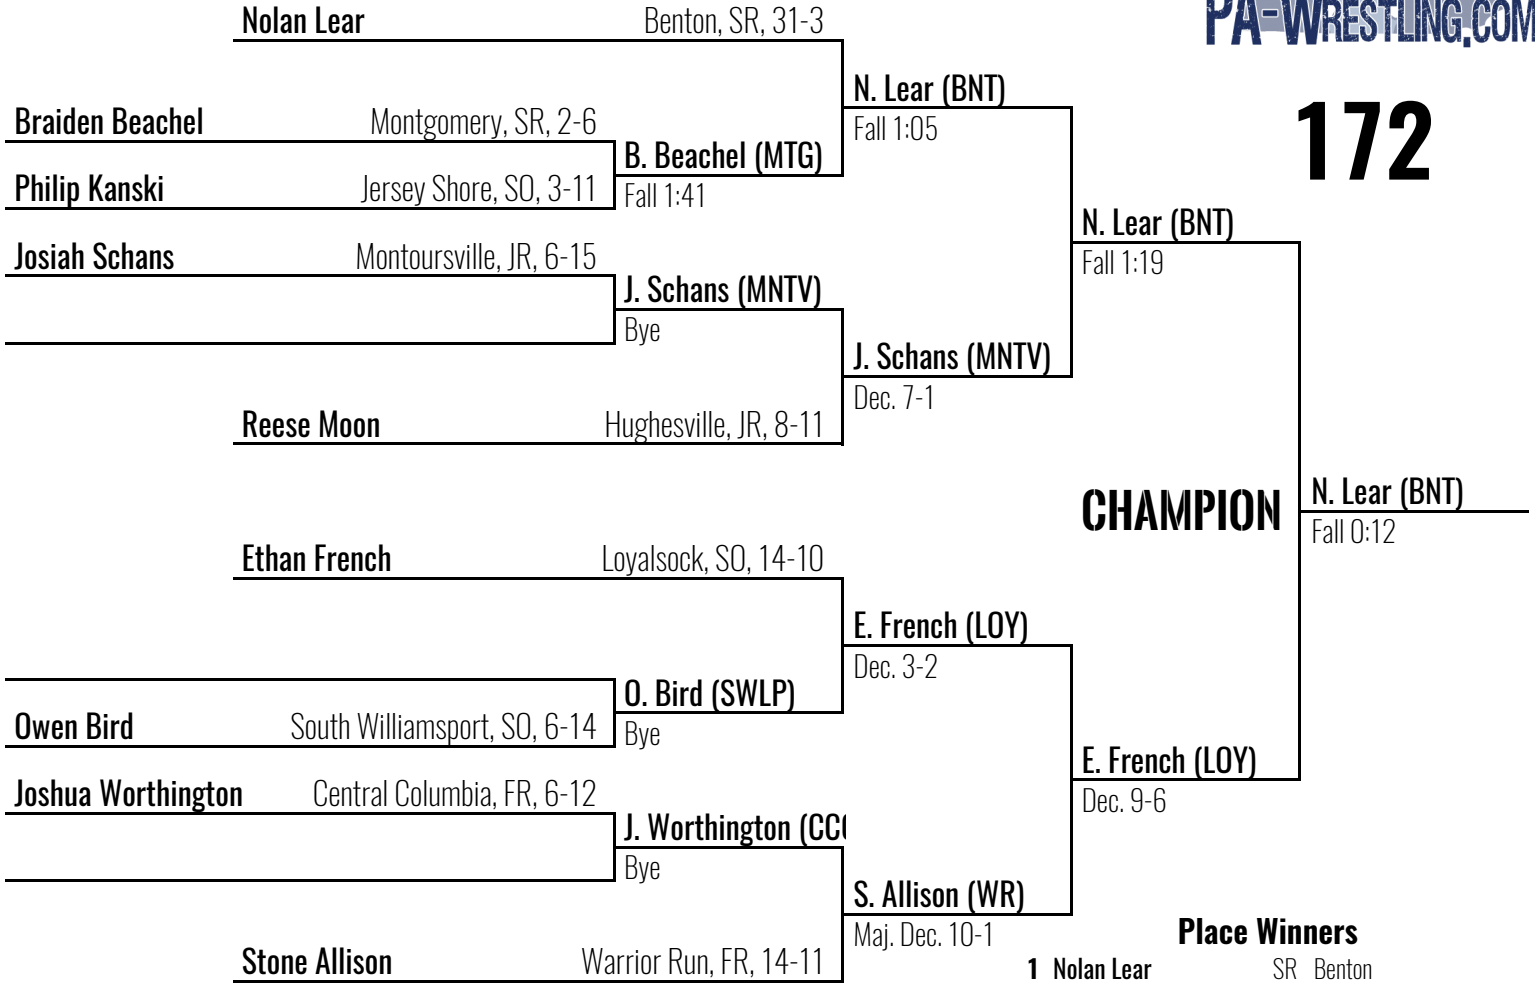 Nolan Lear Benton, SR, 31-3
PA-WRESTLING.COM
N. Lear (BNT)
Fall 1:05
172
Braiden Beachel Montgomery, SR, 2-6
B. Beachel (MTG)
Fall 1:41
Philip Kanski Jersey Shore, SO, 3-11
N. Lear (BNT)
Fall 1:19
Josiah Schans Montoursville, JR, 6-15
J. Schans (MNTV)
Bye
J. Schans (MNTV)
Dec. 7-1
Reese Moon Hughesville, JR, 8-11
CHAMPION
N. Lear (BNT)
Fall 0:12
Ethan French Loyalsock, SO, 14-10
E. French (LOY)
Dec. 3-2
O. Bird (SWLP)
Bye
Owen Bird South Williamsport, SO, 6-14
E. French (LOY)
Dec. 9-6
Joshua Worthington Central Columbia, FR, 6-12
J. Worthington (CC
Bye
S. Allison (WR)
Maj. Dec. 10-1
Stone Allison Warrior Run, FR, 14-11
Place Winners
1 Nolan Lear SR Benton